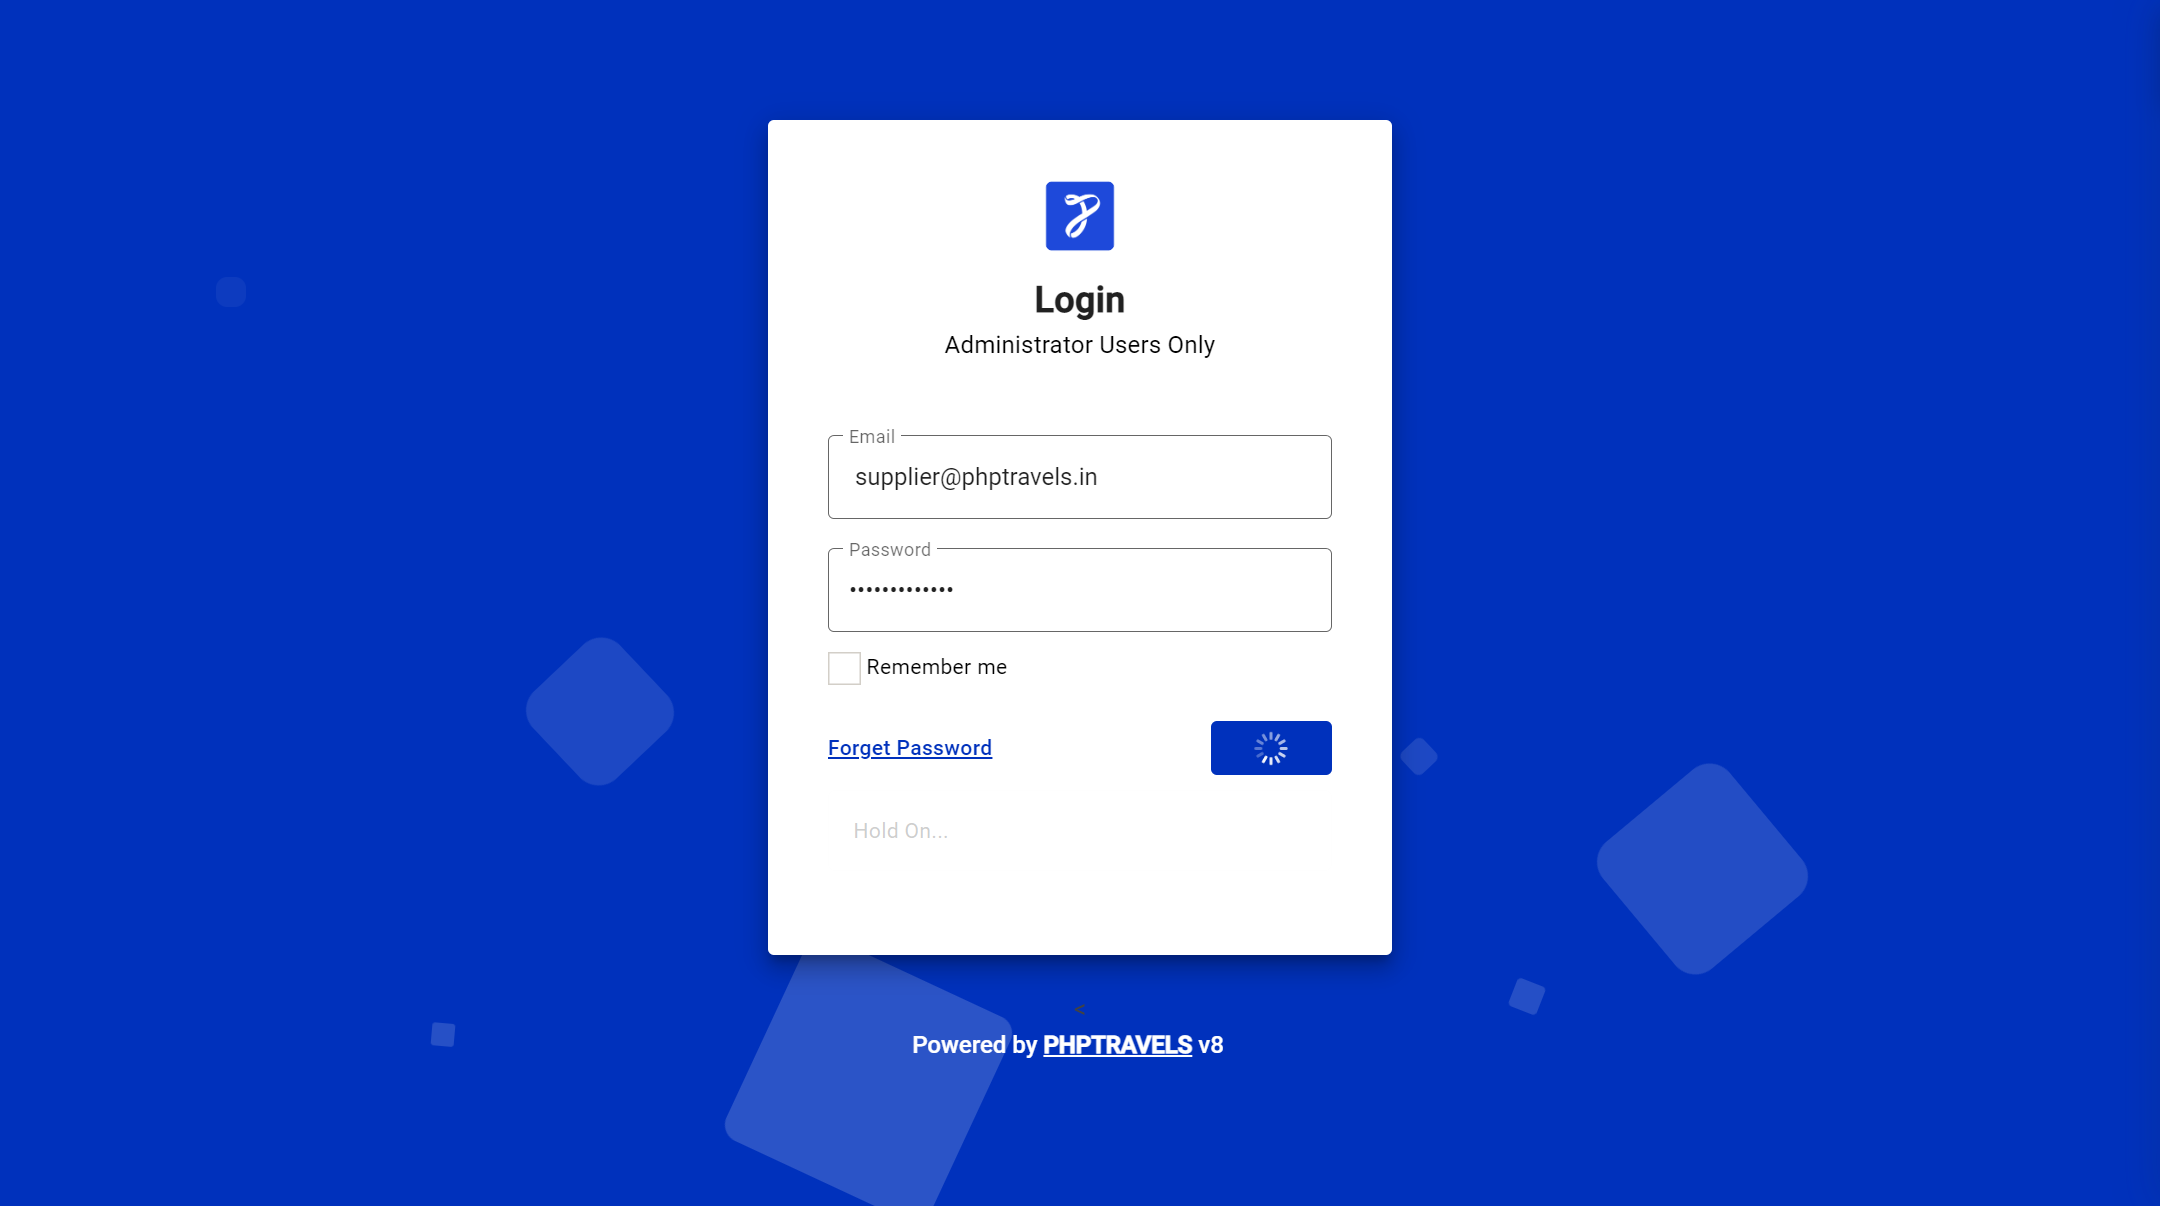 Login
Administrator Users Only
Email
supplier@phptravels.in
Password
•••••••••••••
Remember me
Forget Password
Hold On...
<
Powered by PHPTRAVELS v8